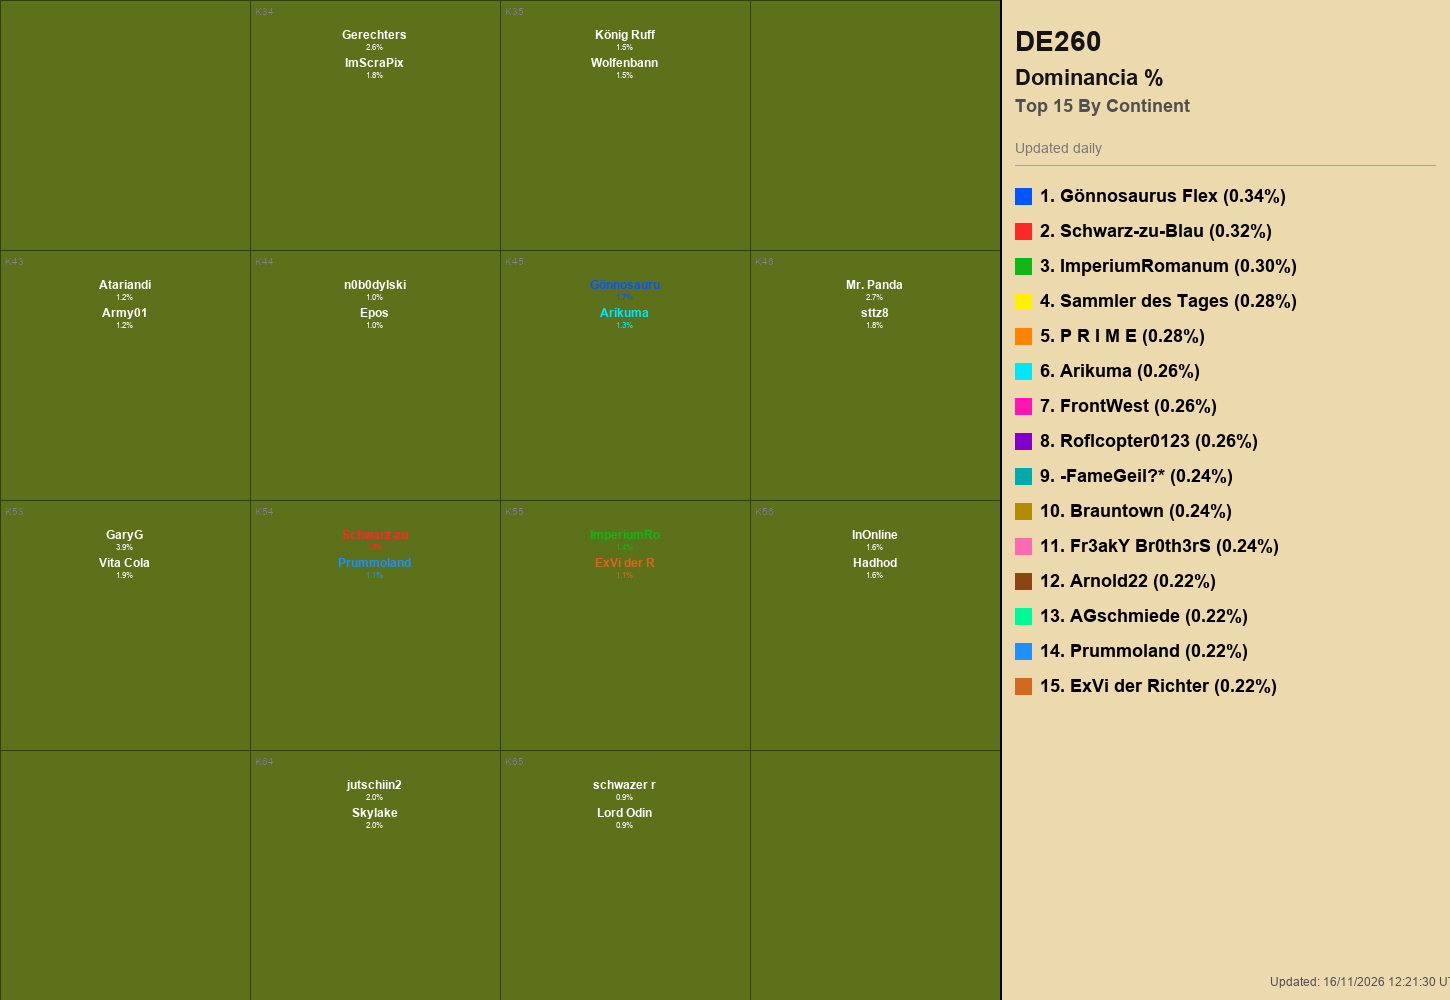 K34
Gerechters
2.6%
ImScraPix
1.8%
K35
König Ruff
1.5%
Wolfenbann
1.5%
K43
Atariandi
1.2%
Army01
1.2%
K44
n0b0dylski
1.0%
Epos
1.0%
K45
Gönnosauru
1.7%
Arikuma
1.3%
K46
Mr. Panda
2.7%
sttz8
1.8%
K53
GaryG
3.9%
Vita Cola
1.9%
K54
Schwarz-zu
Prummoland
1.1%
K55
ImperiumRo
ExVi der R
1.1%
K56
InOnline
1.6%
Hadhod
1.6%
K64
jutschiin2
2.0%
Skylake
2.0%
K65
schwazer r
0.9%
Lord Odin
0.9%
DE260
Dominancia %
Top 15 By Continent
Updated daily
1. Gönnosaurus Flex (0.34%)
2. Schwarz-zu-Blau (0.32%)
3. ImperiumRomanum (0.30%)
4. Sammler des Tages (0.28%)
5. P R I M E (0.28%)
6. Arikuma (0.26%)
7. FrontWest (0.26%)
8. Roflcopter0123 (0.26%)
9. -FameGeil?* (0.24%)
10. Brauntown (0.24%)
11. Fr3akY Br0th3rS (0.24%)
12. Arnold22 (0.22%)
13. AGschmiede (0.22%)
14. Prummoland (0.22%)
15. ExVi der Richter (0.22%)
Updated: 16/11/2026 12:21:30